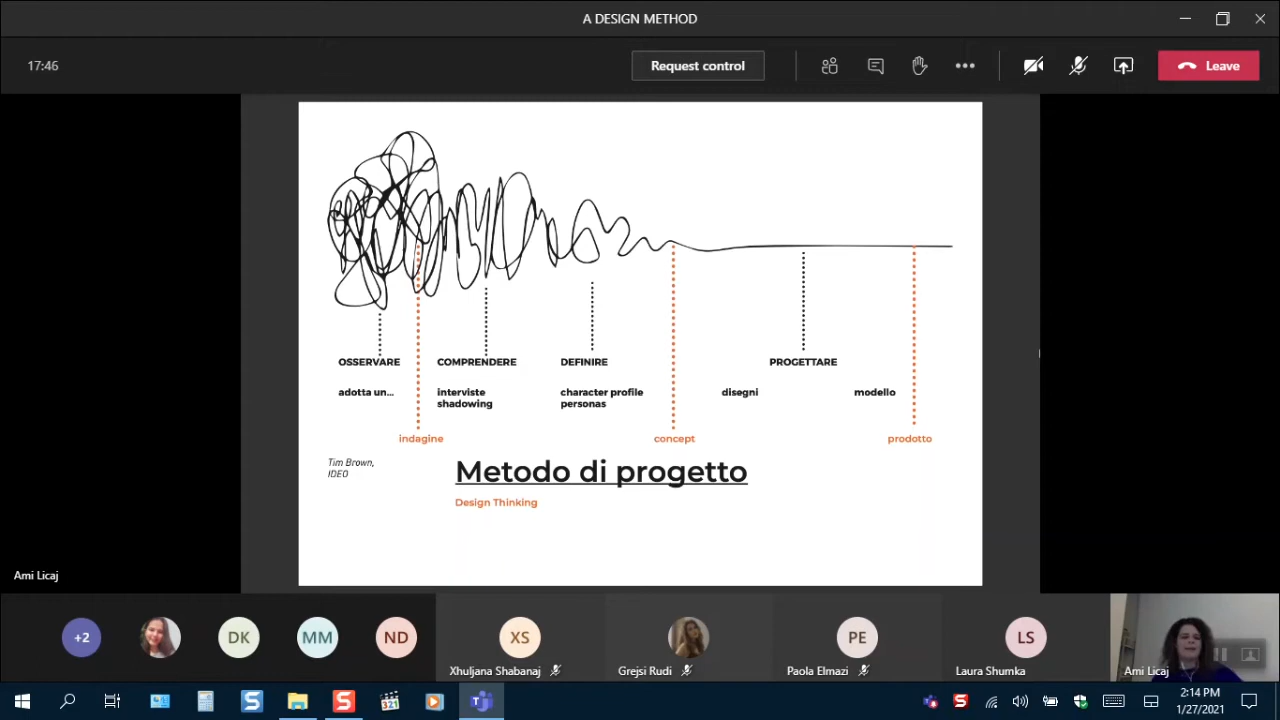 A DESIGN METHOD
17:46
Request control
Leave
OSSERVARE
COMPRENDERE
DEFINIRE
PROGETTARE
adotta un...
interviste
shadowing
character profile
personas
disegni
modello
indagine
concept
prodotto
Tim Brown,
IDEO
Metodo di progetto
Design Thinking
Ami Licaj
+2
DK
MM
ND
XS
PE
LS
Xhuljana Shabanaj
Grejsi Rudi
Paola Elmazi
Laura Shumka
Ami Licaj
S
S
321
S
2:14 PM
1/27/2021